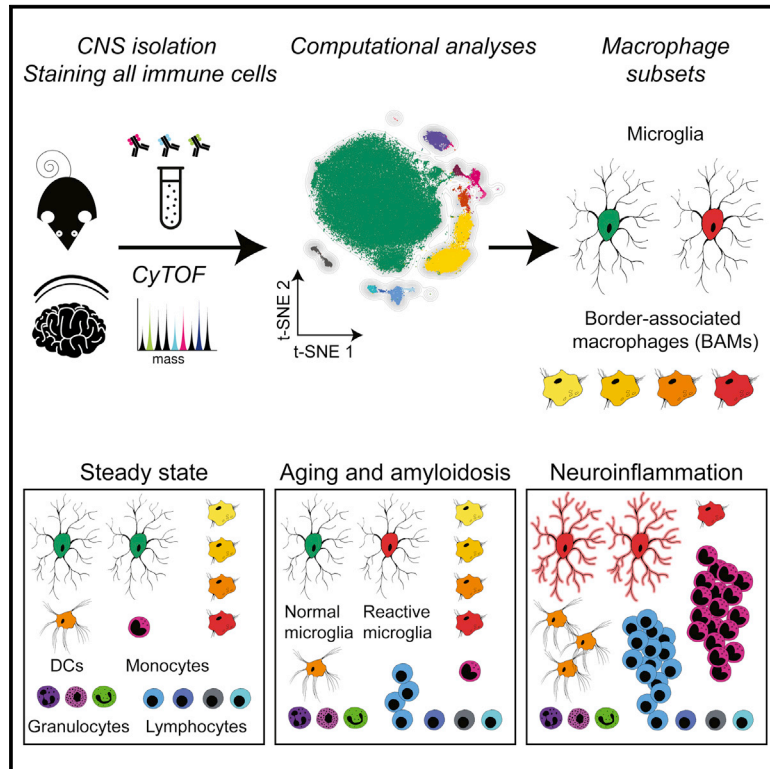 CNS isolation
Staining all immune cells
Computational analyses
Macrophage
subsets
CyTOF
mass
t-SNE 2
t-SNE 1
Microglia
Border-associated
macrophages (BAMs)
Steady state
DCs
Monocytes
Granulocytes
Lymphocytes
Aging and amyloidosis
Normal
microglia
Reactive
microglia
Neuroinflammation